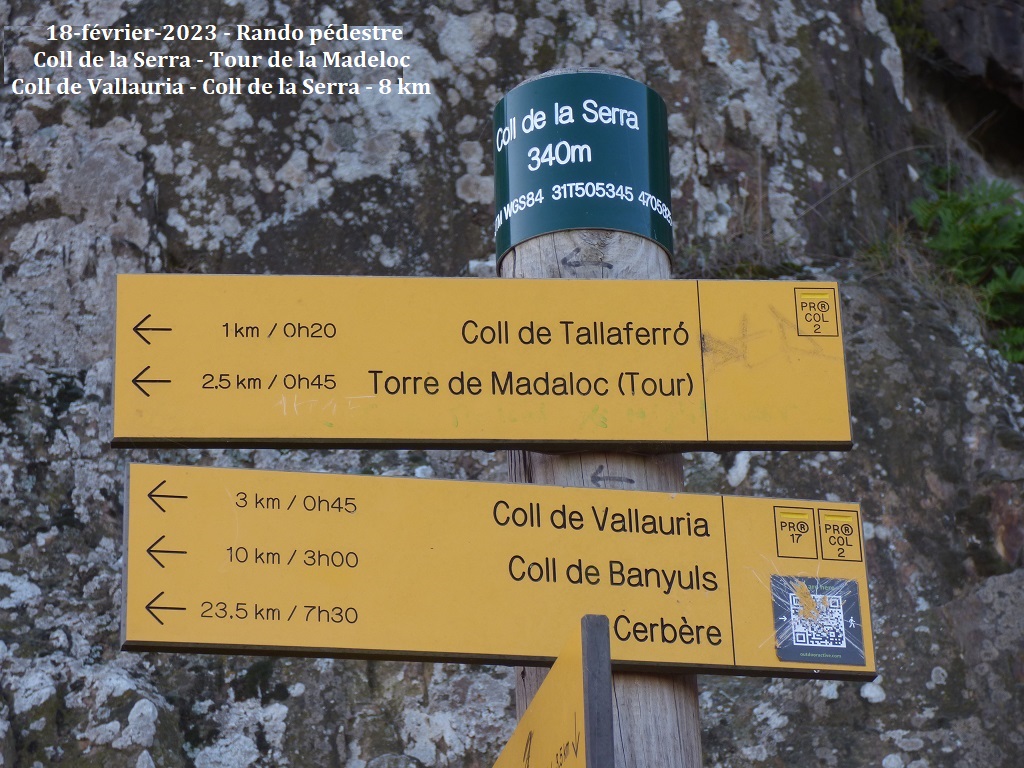 18-février-2023 - Rando pédestre
Coll de la Serra - Tour de la Madeloc
Coll de Vallauria - Coll de la Serra - 8 km
Coll de la Serra
340m
WGS84 31T505345
← 1 km / 0h20 Coll de Tallaferró
← 2.5 km / 0h45 Torre de Madaloc (Tour)
PR®
COL
2
← 3 km / 0h45 Coll de Vallauria
← 10 km / 3h00 Coll de Banyuls
← 23.5 km / 7h30 Cerbère
PR®
17
PR®
COL
2